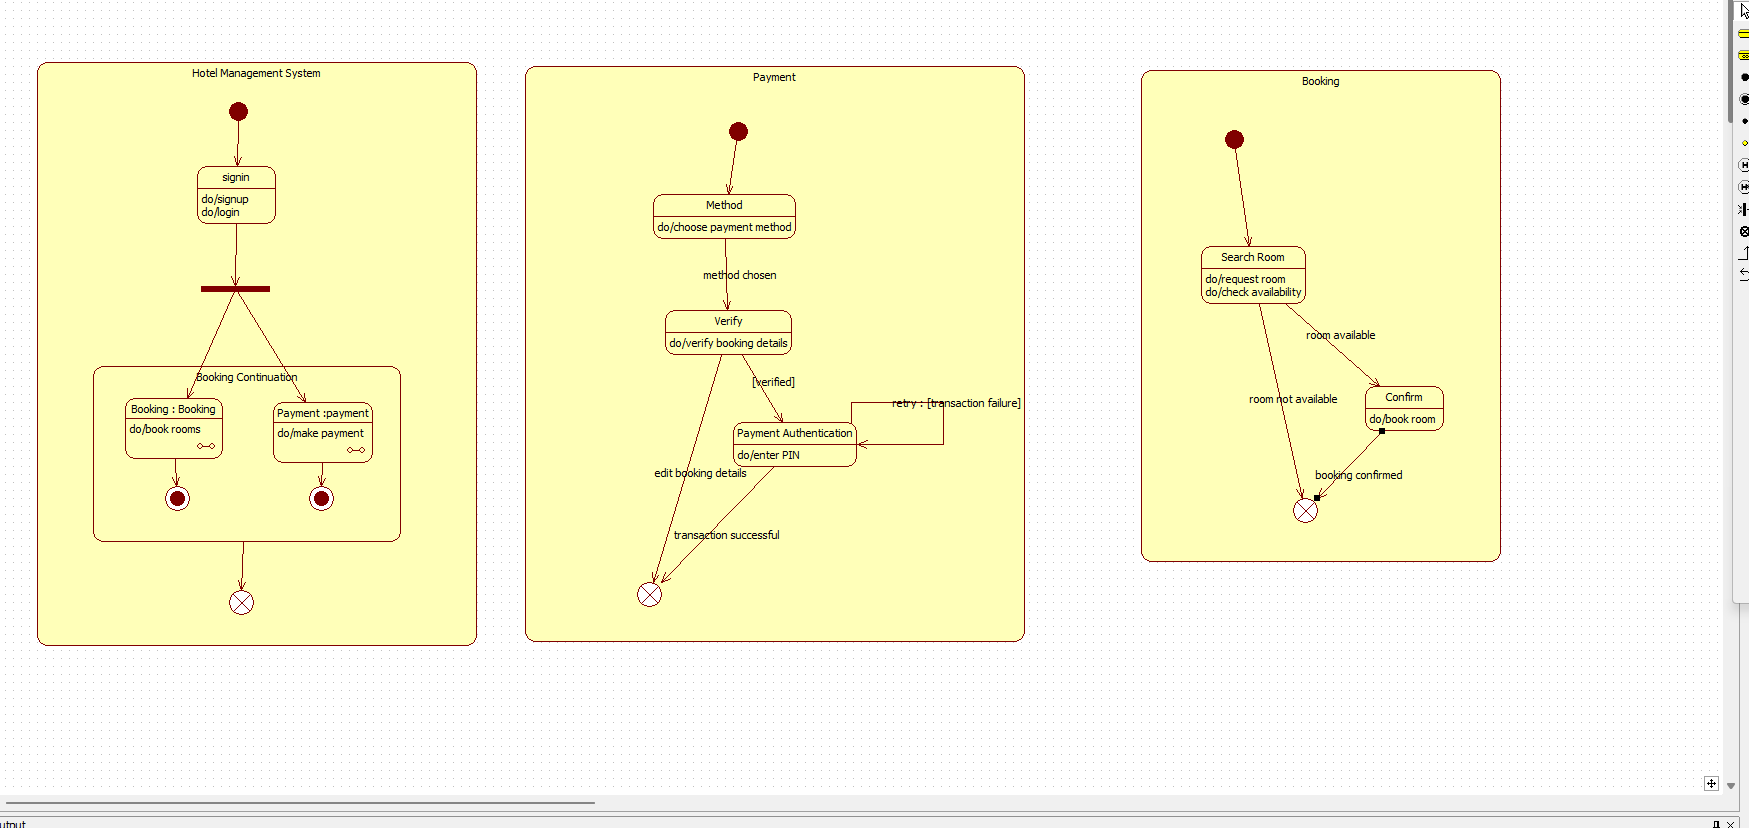 Hotel Management System
signin
do/signup
do/login
Booking Continuation
Booking : Booking
do/book rooms
Payment :payment
do/make payment
Payment
Method
do/choose payment method
method chosen
Verify
do/verify booking details
[verified]
retry : [transaction failure]
Payment Authentication
do/enter PIN
edit booking details
transaction successful
Booking
Search Room
do/request room
do/check availability
room available
room not available
Confirm
do/book room
booking confirmed
utput